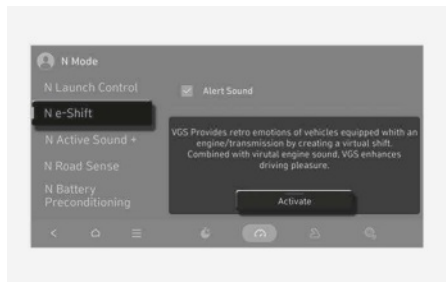 N Mode
N Launch Control
Alert Sound
N e-Shift
N Active Sound +
N Road Sense
N Battery
Preconditioning
VGS Provides retro emotions of vehicles equipped whith an
engine/transmission by creating a virtual shift.
Combined with virutal engine sound, VGS enhances
driving pleasure.
Activate